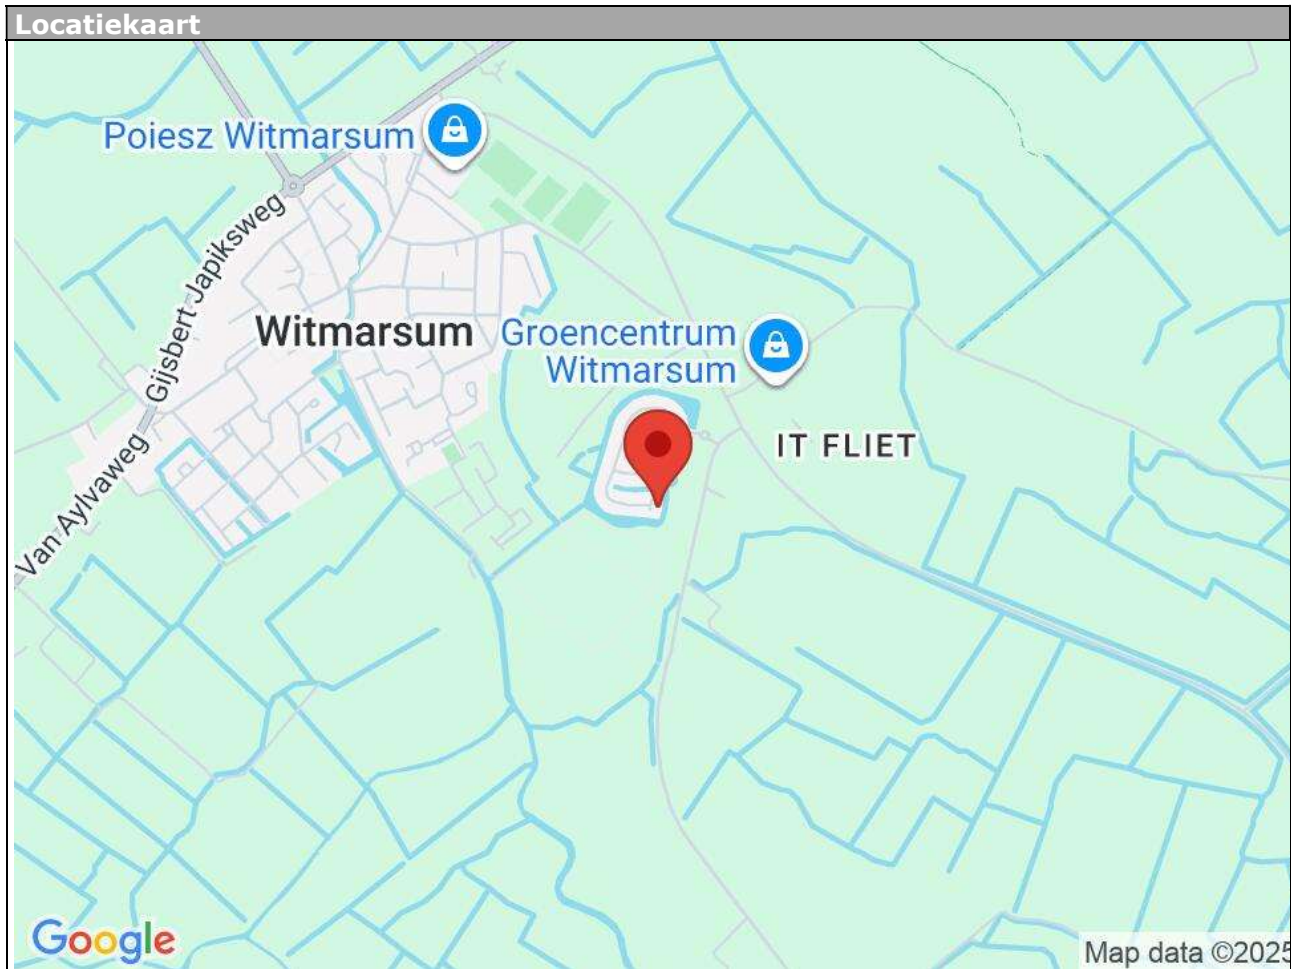 Locatiekaart
Poiesz Witmarsum
Gijsbert Japiksweg
Witmarsum
Groencentrum
Witmarsum
IT FLIET
Van Aylvaweg
Google
Map data ©2025